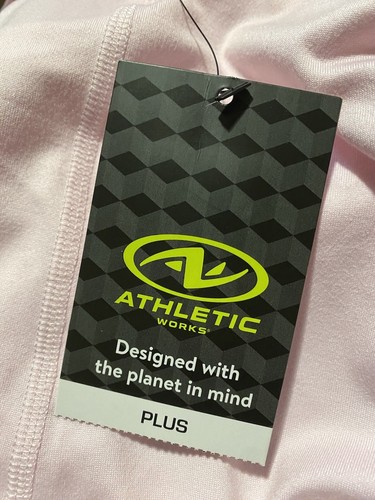 ATHLETIC
WORKS®
Designed with
the planet in mind
PLUS